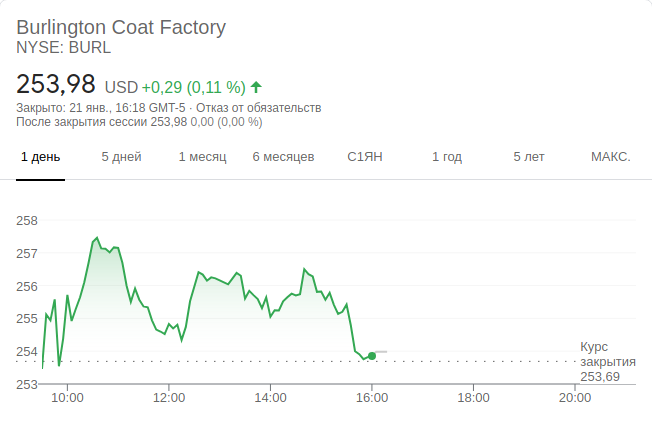 Burlington Coat Factory
NYSE: BURL
253,98 USD +0,29 (0,11 %)
Закрыто: 21 янв., 16:18 GMT-5 · Отказ от обязательств
После закрытия сессии 253,98 0,00 (0,00 %)
1 день 5 дней 1 месяц 6 месяцев С1ЯН 1 год 5 лет МАКС.
258
257
256
255
254
253
Курс
закрытия
253,69
10:00 12:00 14:00 16:00 18:00 20:00